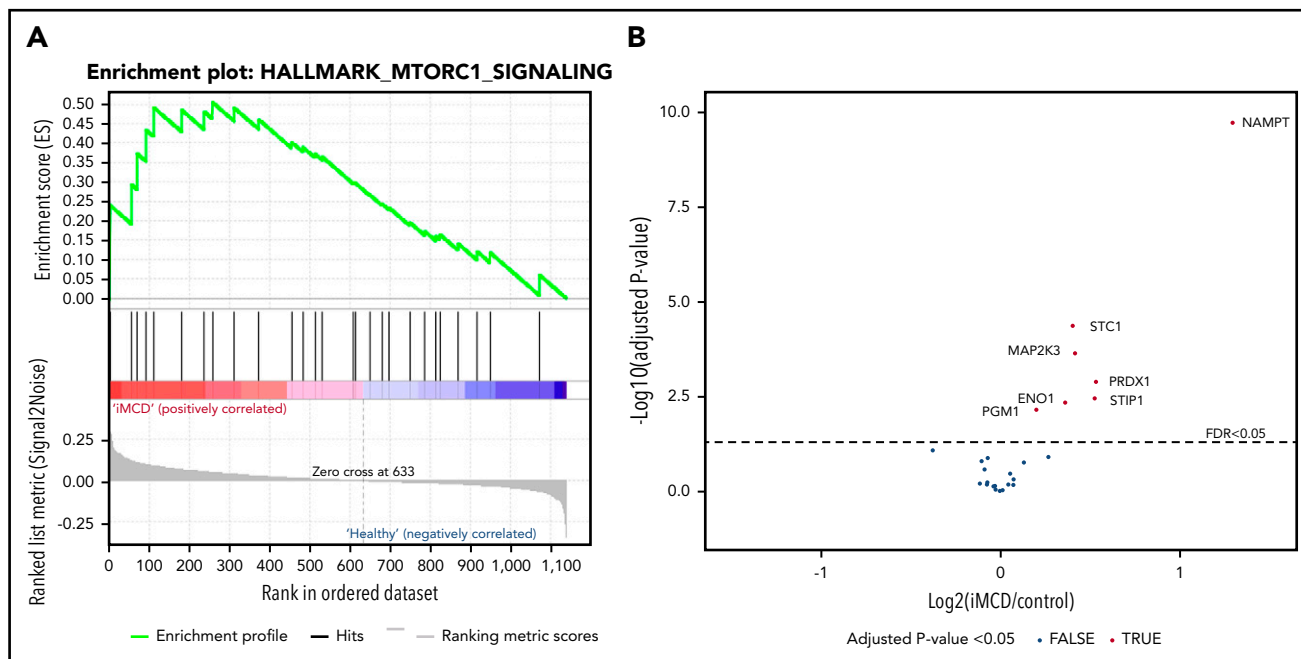 A
Enrichment plot: HALLMARK_MTORC1_SIGNALING
Enrichment score (ES)
0.50
0.45
0.40
0.35
0.30
0.25
0.20
0.15
0.10
0.05
0.00
'iMCD' (positively correlated)
Ranked list metric (Signal2Noise)
0.25
0.00
-0.25
Zero cross at 633
'Healthy' (negatively correlated)
0 100 200 300 400 500 600 700 800 900 1,000 1,100
Rank in ordered dataset
Enrichment profile Hits Ranking metric scores
B
-Log10(adjusted P-value)
10.0
7.5
5.0
2.5
0.0
NAMPT
STC1
MAP2K3
PRDX1
ENO1
STIP1
PGM1
FDR<0.05
-1 0 1
Log2(iMCD/control)
Adjusted P-value <0.05 FALSE TRUE